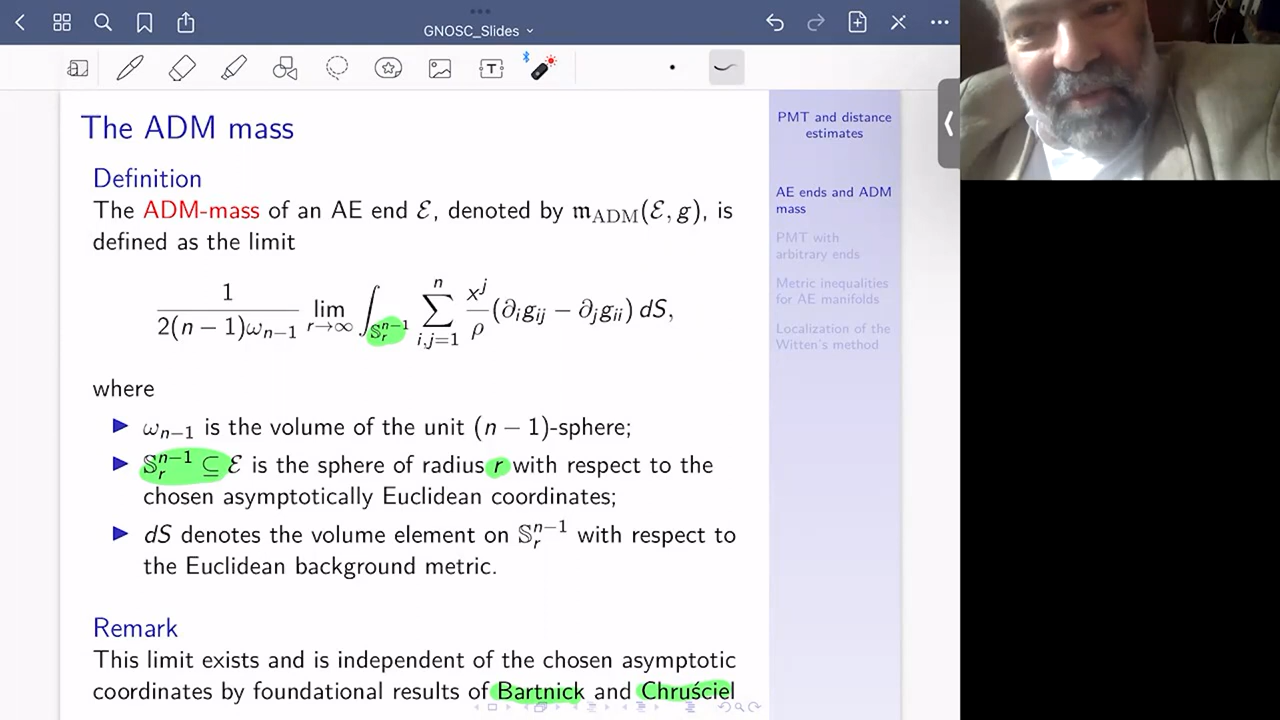 GNOSC_Slides
The ADM mass
Definition
The ADM-mass of an AE end ℰ, denoted by 𝔪_ADM(ℰ, g), is
defined as the limit
1/(2(n − 1)ω_{n−1}) lim_{r→∞} ∫_{𝕊_r^{n−1}} ∑_{i,j=1}^{n} x^j/ρ (∂_i g_{ij} − ∂_j g_{ii}) dS,
where
▶ ω_{n−1} is the volume of the unit (n − 1)-sphere;
▶ 𝕊_r^{n−1} ⊆ ℰ is the sphere of radius r with respect to the
chosen asymptotically Euclidean coordinates;
▶ dS denotes the volume element on 𝕊_r^{n−1} with respect to
the Euclidean background metric.
Remark
This limit exists and is independent of the chosen asymptotic
coordinates by foundational results of Bartnick and Chruściel
PMT and distance
estimates
AE ends and ADM
mass
PMT with
arbitrary ends
Metric inequalities
for AE manifolds
Localization of the
Witten's method